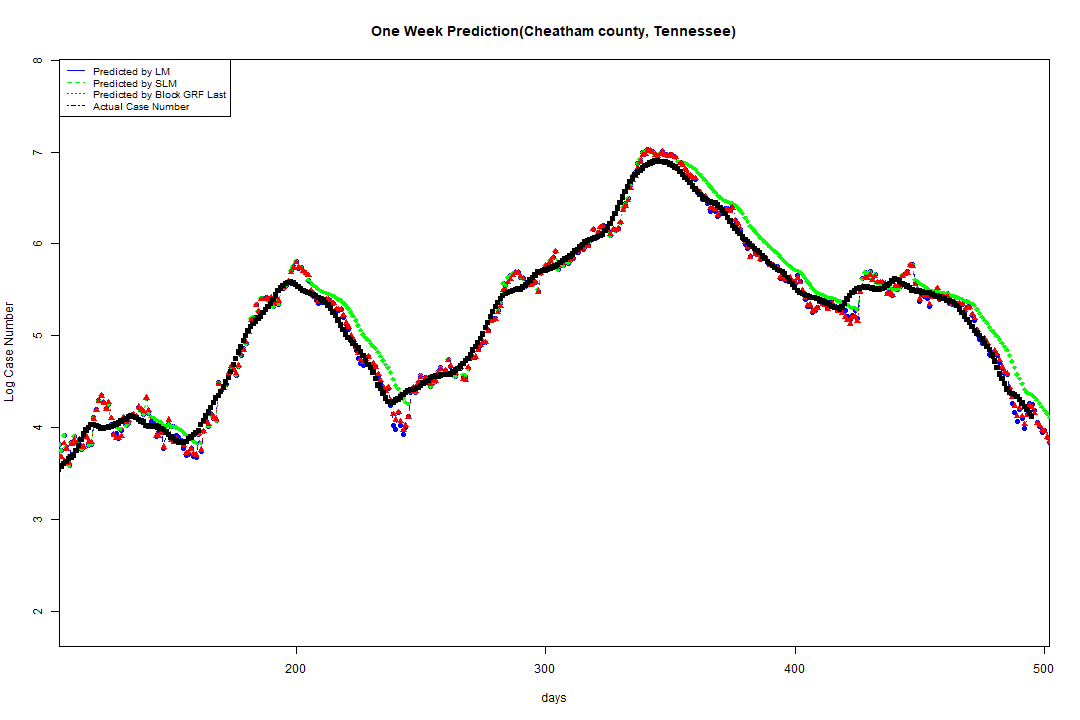 One Week Prediction(Cheatham county, Tennessee)
Predicted by LM
Predicted by SLM
Predicted by Block GRF Last
Actual Case Number
Log Case Number
8
7
6
5
4
3
2
200 300 400 500
days